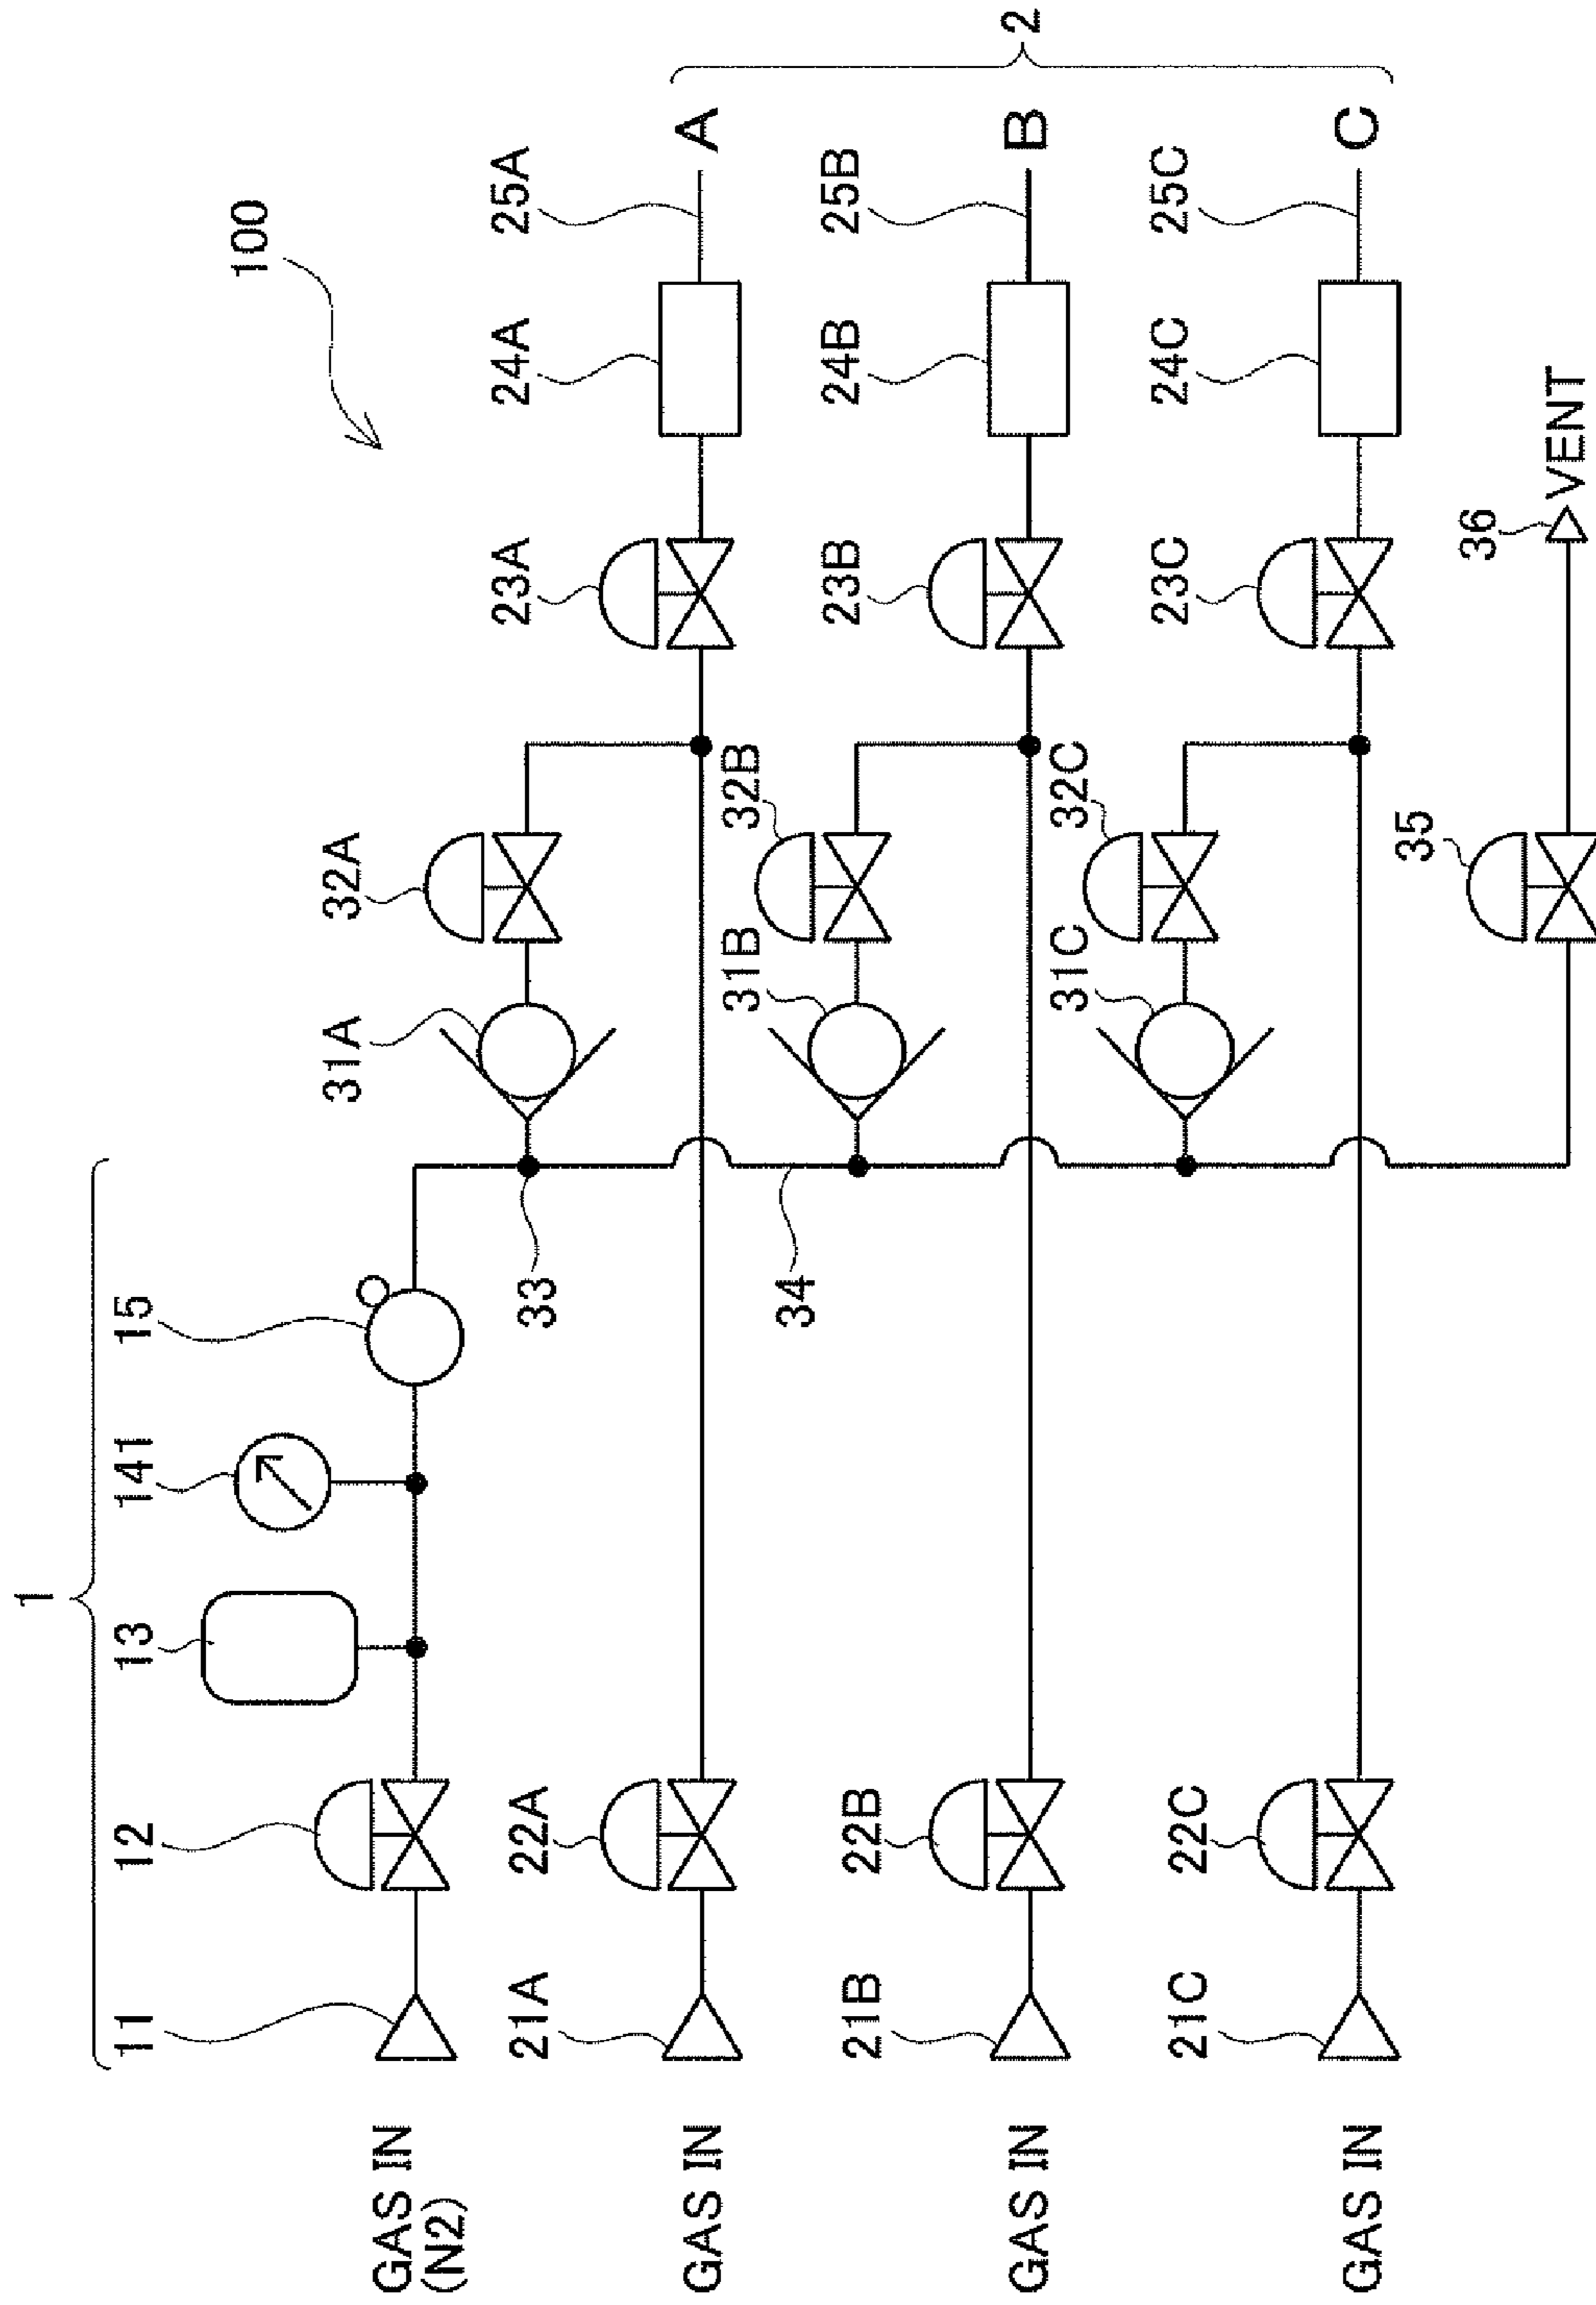 1
11
12
13
141
15
100
GAS IN
(N2)
31A
32A
33
21A
22A
23A
24A
25A
GAS IN
A
34
31B
32B
21B
22B
23B
24B
25B
GAS IN
B
2
31C
32C
21C
22C
23C
24C
25C
GAS IN
C
35
36
VENT